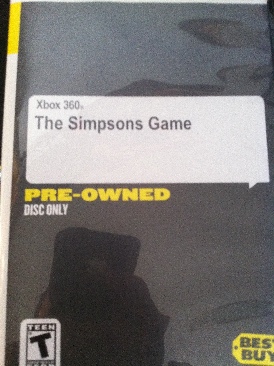 Xbox 360®
The Simpsons Game
PRE-OWNED
DISC ONLY
TEEN
T
BEST
BUY